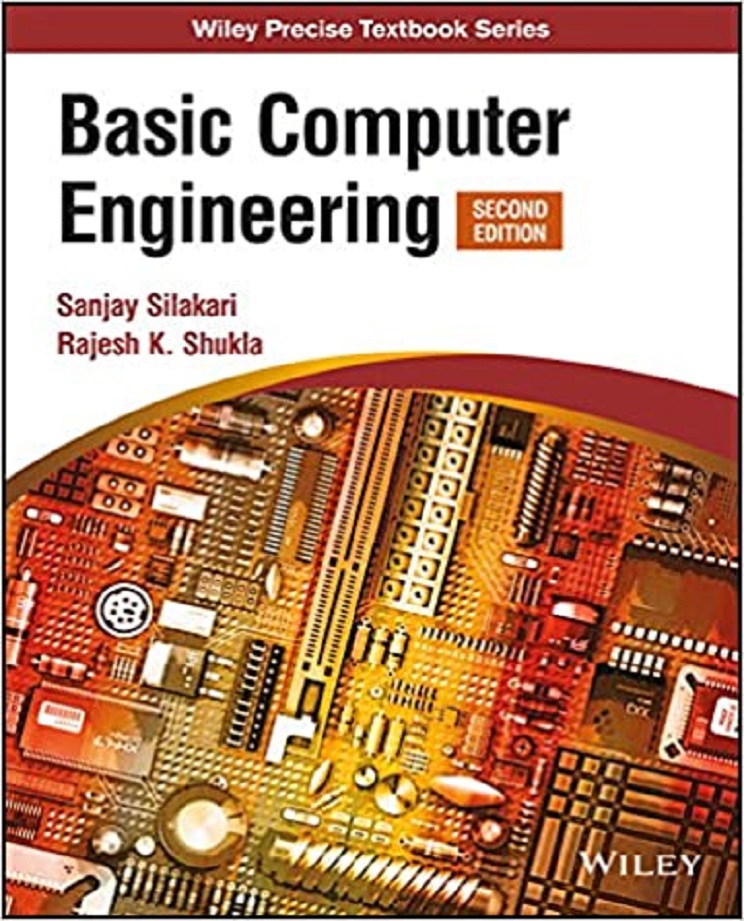 Wiley Precise Textbook Series
Basic Computer
Engineering
SECOND
EDITION
Sanjay Silakari
Rajesh K. Shukla
WILEY